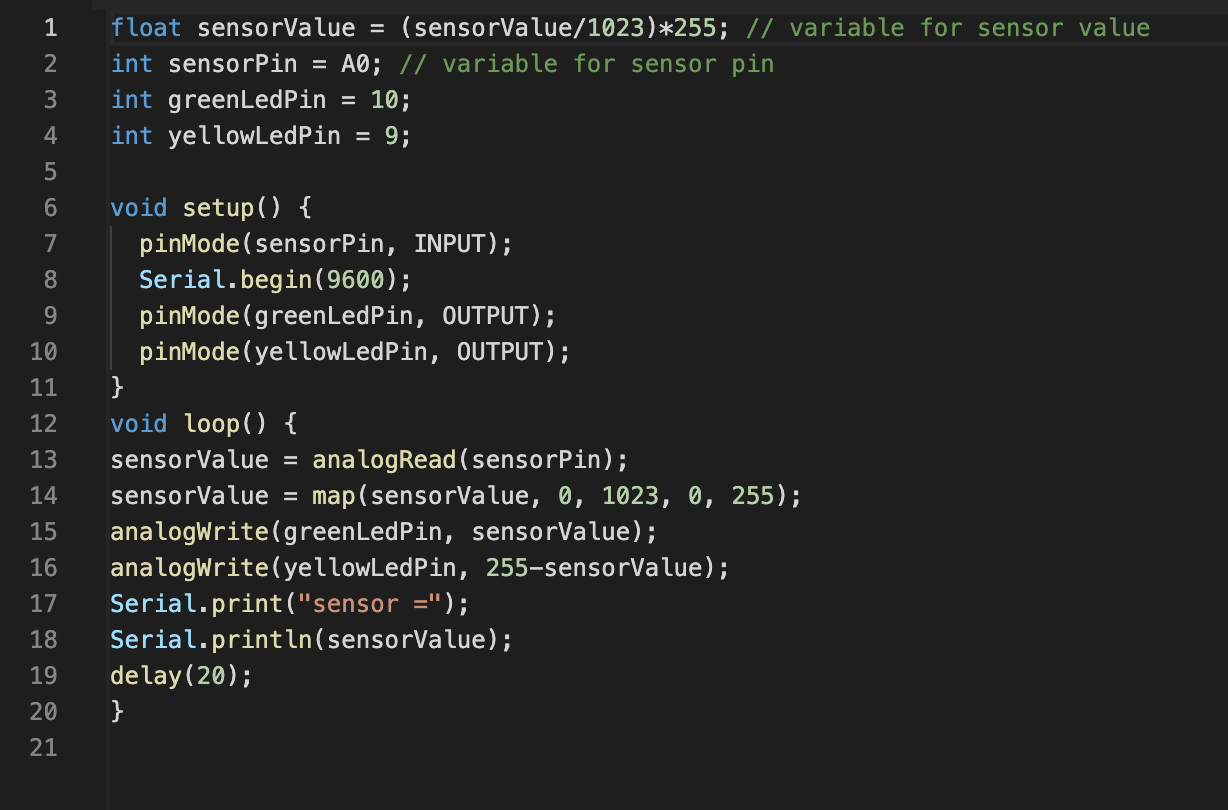 1 float sensorValue = (sensorValue/1023)*255; // variable for sensor value
2 int sensorPin = A0; // variable for sensor pin
3 int greenLedPin = 10;
4 int yellowLedPin = 9;
5
6 void setup() {
7   pinMode(sensorPin, INPUT);
8   Serial.begin(9600);
9   pinMode(greenLedPin, OUTPUT);
10   pinMode(yellowLedPin, OUTPUT);
11 }
12 void loop() {
13 sensorValue = analogRead(sensorPin);
14 sensorValue = map(sensorValue, 0, 1023, 0, 255);
15 analogWrite(greenLedPin, sensorValue);
16 analogWrite(yellowLedPin, 255-sensorValue);
17 Serial.print("sensor =");
18 Serial.println(sensorValue);
19 delay(20);
20 }
21